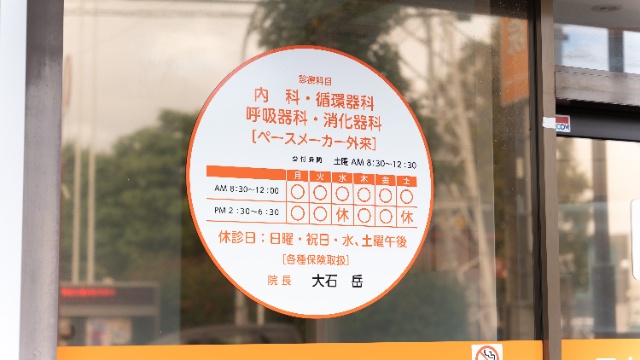 診療科目
内 科・循環器科
呼吸器科・消化器科
[ペースメーカー外来]
受付時間 土曜 AM 8:30～12:30
月 火 水 木 金 土
AM 8:30～12:00 ○ ○ ○ ○ ○ ○
PM 2:30～6:30 ○ ○ 休 ○ ○ 休
休診日：日曜・祝日・水、土曜午後
[各種保険取扱]
院長 大石 岳